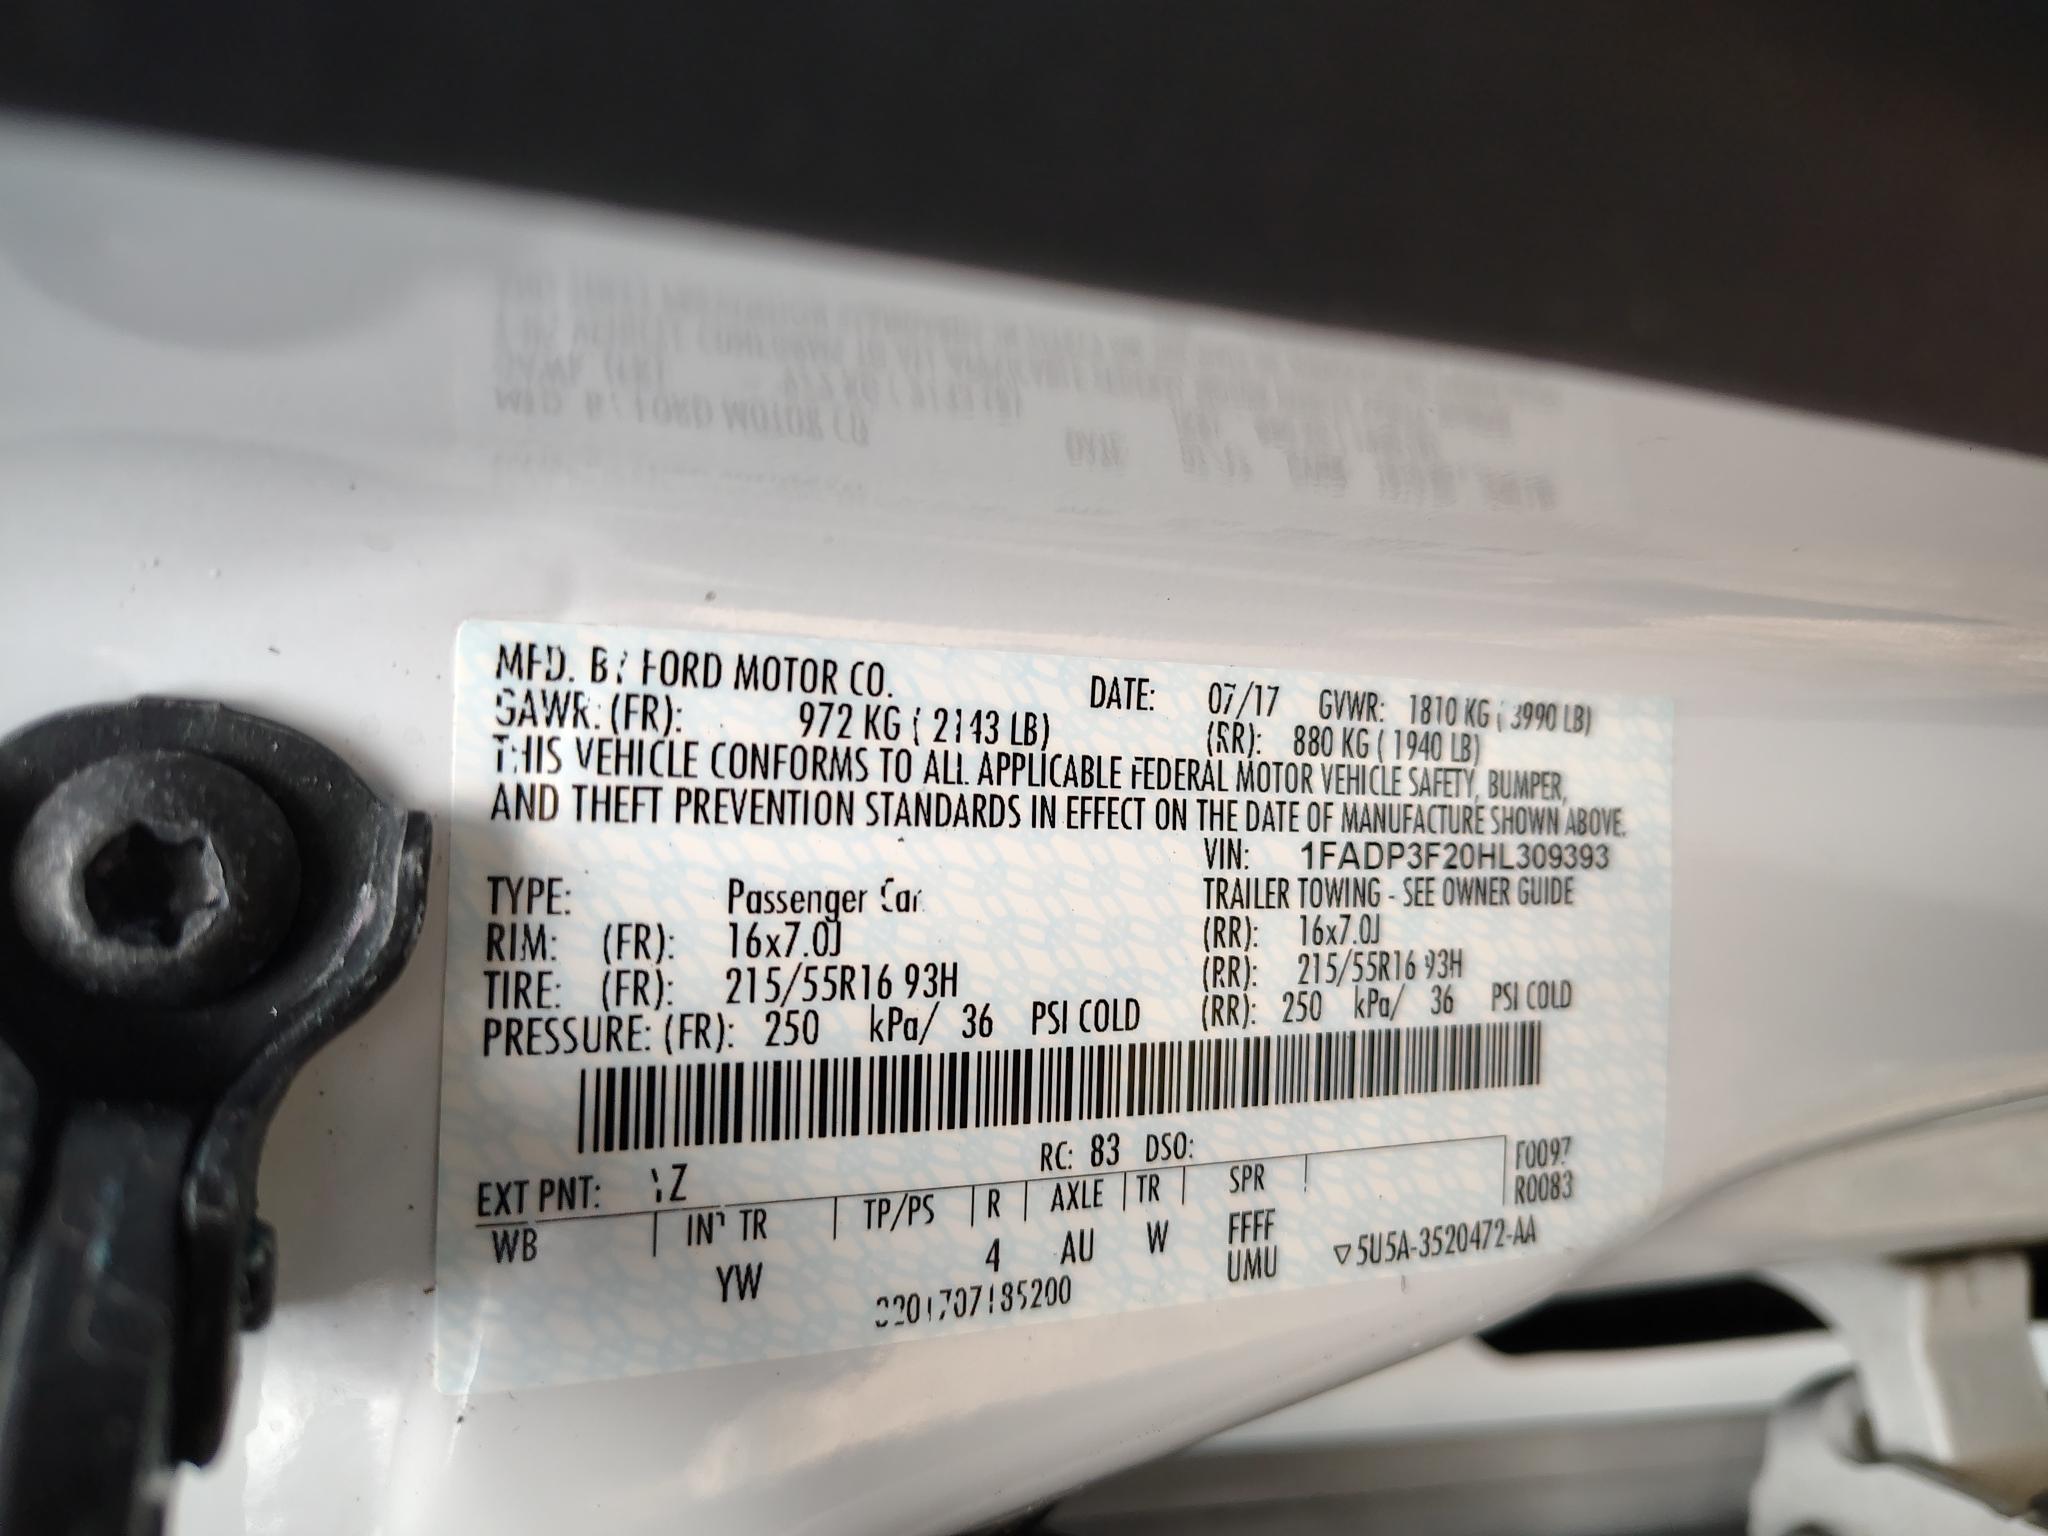 MFD. BY FORD MOTOR CO. DATE: 07/17 GVWR: 1810 KG ( 3990 LB)
GAWR: (FR): 972 KG ( 2143 LB) (RR): 880 KG ( 1940 LB)
THIS VEHICLE CONFORMS TO ALL APPLICABLE FEDERAL MOTOR VEHICLE SAFETY, BUMPER,
AND THEFT PREVENTION STANDARDS IN EFFECT ON THE DATE OF MANUFACTURE SHOWN ABOVE.
VIN: 1FADP3F20HL309393
TYPE: Passenger Car TRAILER TOWING - SEE OWNER GUIDE
RIM: (FR): 16x7.0J (RR): 16x7.0J
TIRE: (FR): 215/55R16 93H (RR): 215/55R16 93H
PRESSURE: (FR): 250 kPa/ 36 PSI COLD (RR): 250 kPa/ 36 PSI COLD
RC: 83 DSO: F0097
EXT PNT: YZ R0083
WB INT TR TP/PS R AXLE TR SPR
YW 4 AU W FFFF
UMU ▽5U5A-3520472-AA